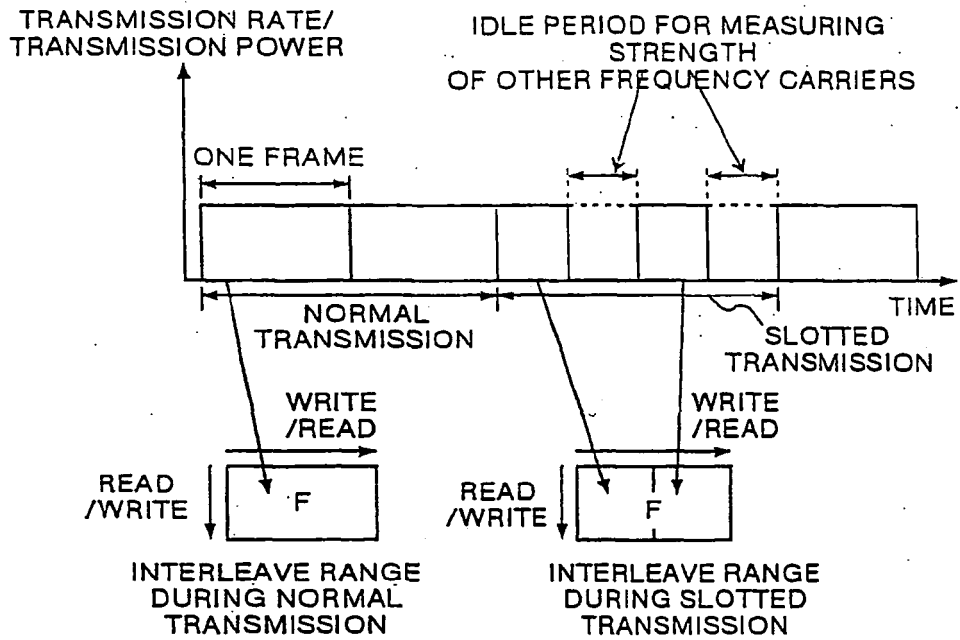 TRANSMISSION RATE/
TRANSMISSION POWER
IDLE PERIOD FOR MEASURING
STRENGTH
OF OTHER FREQUENCY CARRIERS
ONE FRAME
TIME
NORMAL
TRANSMISSION
SLOTTED
TRANSMISSION
WRITE
/READ
READ
/WRITE
F
INTERLEAVE RANGE
DURING NORMAL
TRANSMISSION
WRITE
/READ
READ
/WRITE
F
INTERLEAVE RANGE
DURING SLOTTED
TRANSMISSION